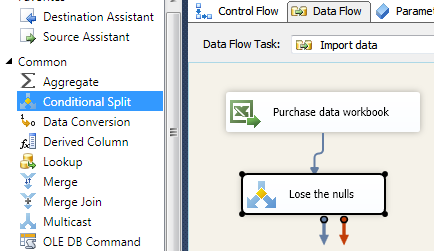 Destination Assistant
Source Assistant
Common
Aggregate
Conditional Split
Data Conversion
Derived Column
Lookup
Merge
Merge Join
Multicast
OLE DB Command
Control Flow
Data Flow
Data Flow Task:
Import data
Purchase data workbook
Lose the nulls